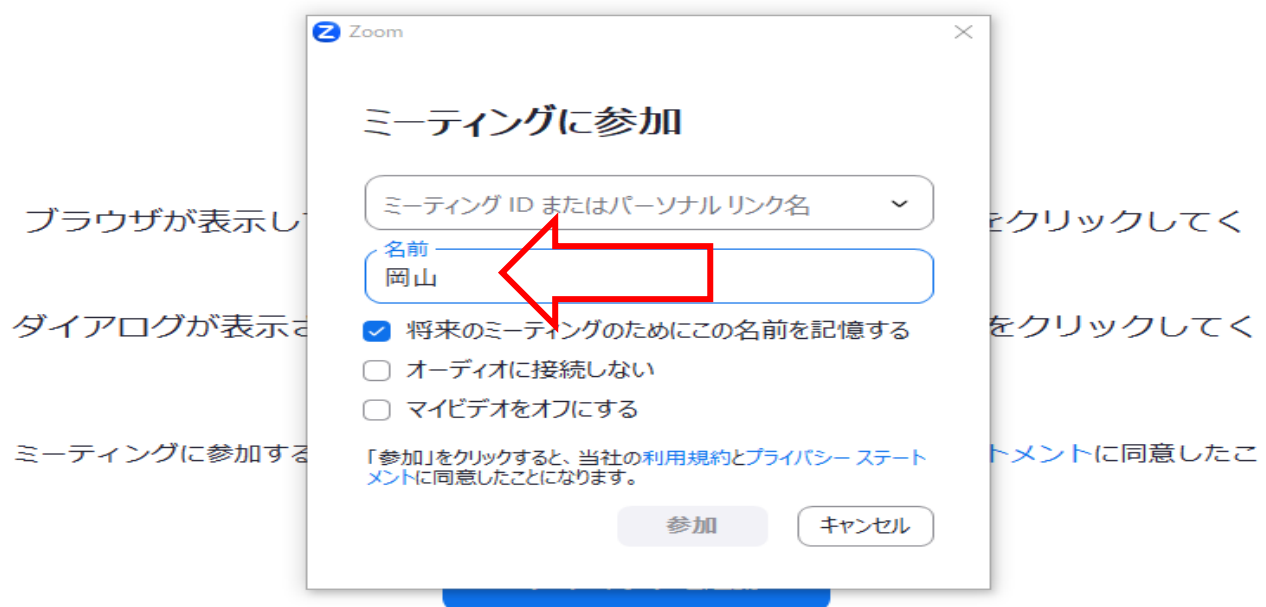 Zoom
ミーティングに参加
ミーティング ID またはパーソナル リンク名
ブラウザが表示し
をクリックしてく
名前
岡山
ダイアログが表示さ
をクリックしてく
将来のミーティングのためにこの名前を記憶する
オーディオに接続しない
マイビデオをオフにする
ミーティングに参加する
「参加」をクリックすると、当社の利用規約とプライバシー ステート
メントに同意したことになります。
トメントに同意したこ
参加
キャンセル